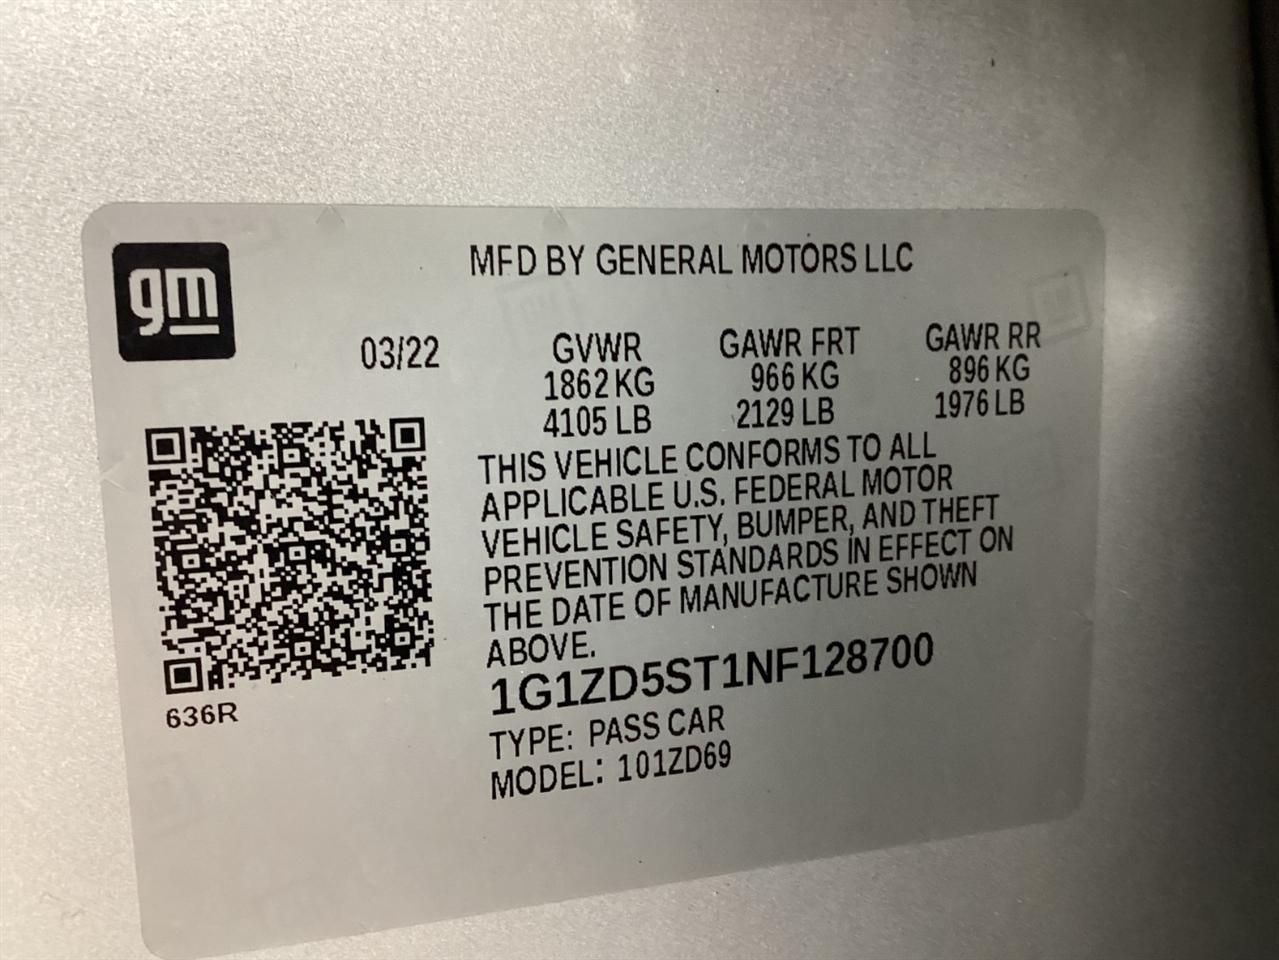 gm
MFD BY GENERAL MOTORS LLC
03/22 GVWR GAWR FRT GAWR RR
1862 KG 966 KG 896 KG
4105 LB 2129 LB 1976 LB
THIS VEHICLE CONFORMS TO ALL
APPLICABLE U.S. FEDERAL MOTOR
VEHICLE SAFETY, BUMPER, AND THEFT
PREVENTION STANDARDS IN EFFECT ON
THE DATE OF MANUFACTURE SHOWN
ABOVE.
1G1ZD5ST1NF128700
TYPE: PASS CAR
MODEL: 101ZD69
636R